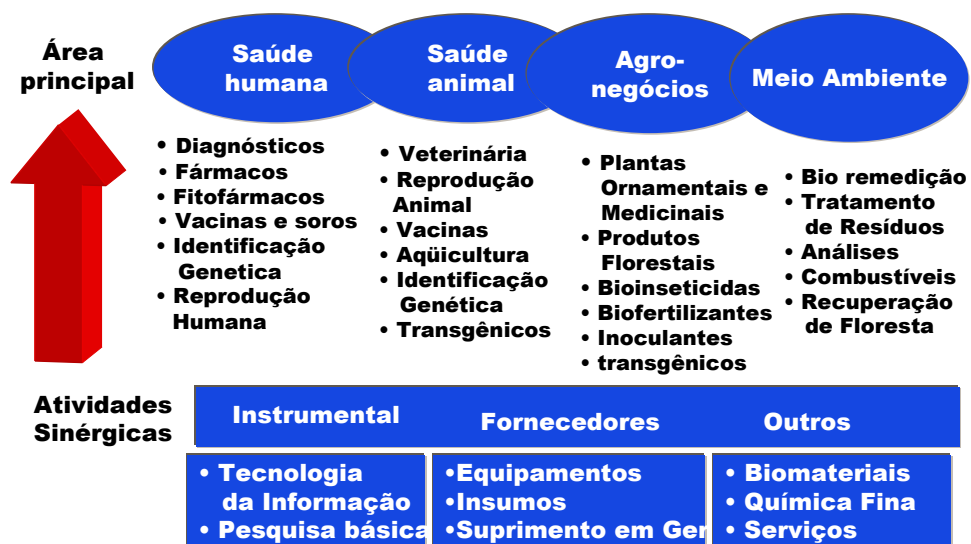 Área
principal
Saúde
humana
Saúde
animal
Agro-
negócios
Meio Ambiente
• Diagnósticos
• Fármacos
• Fitofármacos
• Vacinas e soros
• Identificação
Genetica
• Reprodução
Humana
• Veterinária
• Reprodução
Animal
• Vacinas
• Aqüicultura
• Identificação
Genética
• Transgênicos
• Plantas
Ornamentais e
Medicinais
• Produtos
Florestais
• Bioinseticidas
• Biofertilizantes
• Inoculantes
• transgênicos
• Bio remedição
• Tratamento
de Resíduos
• Análises
• Combustíveis
• Recuperação
de Floresta
Atividades
Sinérgicas
Instrumental
Fornecedores
Outros
• Tecnologia
da Informação
• Pesquisa básica
•Equipamentos
•Insumos
•Suprimento em Ger
• Biomateriais
• Química Fina
• Serviços